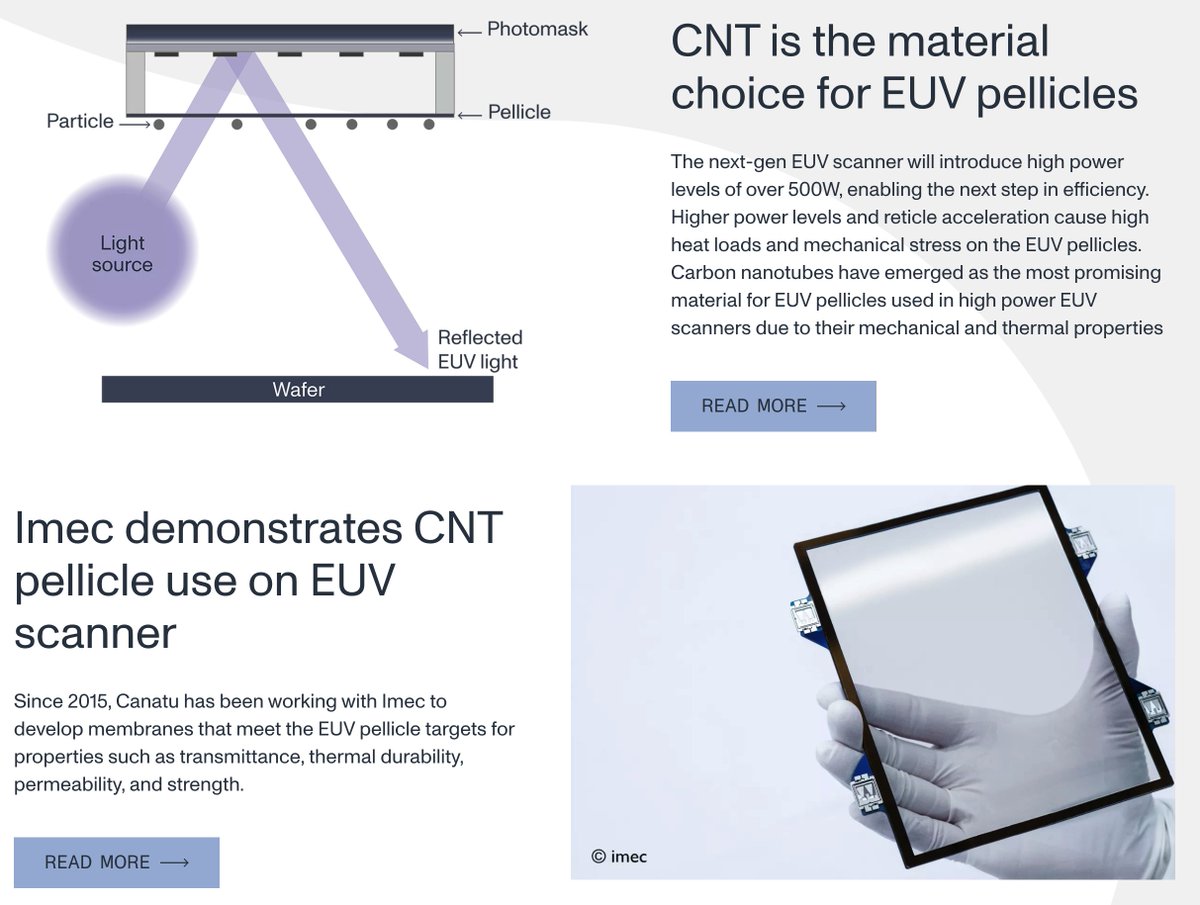 Photomask
Pellicle
Particle
Light
source
Reflected
EUV light
Wafer
CNT is the material
choice for EUV pellicles
The next-gen EUV scanner will introduce high power
levels of over 500W, enabling the next step in efficiency.
Higher power levels and reticle acceleration cause high
heat loads and mechanical stress on the EUV pellicles.
Carbon nanotubes have emerged as the most promising
material for EUV pellicles used in high power EUV
scanners due to their mechanical and thermal properties
READ MORE
Imec demonstrates CNT
pellicle use on EUV
scanner
Since 2015, Canatu has been working with Imec to
develop membranes that meet the EUV pellicle targets for
properties such as transmittance, thermal durability,
permeability, and strength.
READ MORE
© imec